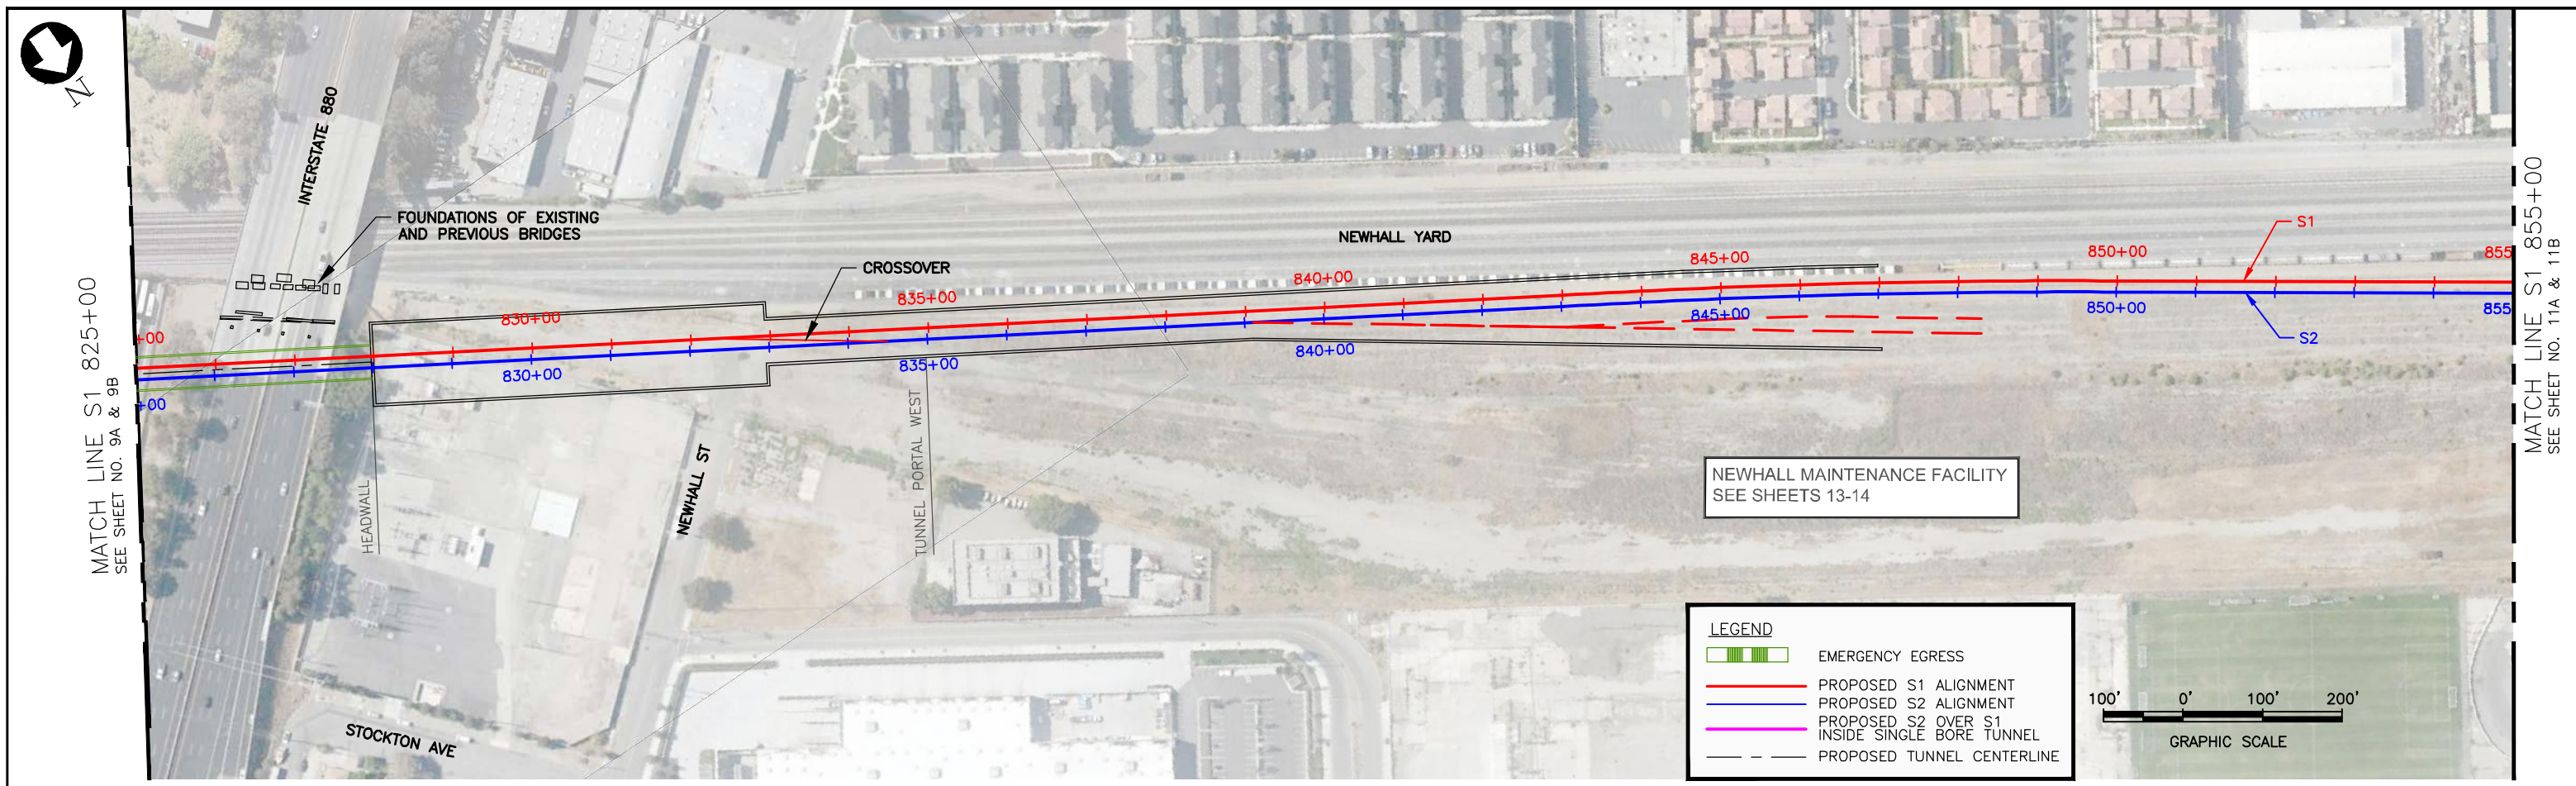 N
INTERSTATE 880
FOUNDATIONS OF EXISTING
AND PREVIOUS BRIDGES
MATCH LINE S1 825+00
SEE SHEET NO. 9A & 9B
+00
+00
830+00
830+00
CROSSOVER
835+00
835+00
NEWHALL YARD
840+00
840+00
845+00
845+00
850+00
850+00
S1
S2
855
855
MATCH LINE S1 855+00
SEE SHEET NO. 11A & 11B
HEADWALL
NEWHALL ST
TUNNEL PORTAL WEST
STOCKTON AVE
NEWHALL MAINTENANCE FACILITY
SEE SHEETS 13-14
LEGEND
EMERGENCY EGRESS
PROPOSED S1 ALIGNMENT
PROPOSED S2 ALIGNMENT
PROPOSED S2 OVER S1
INSIDE SINGLE BORE TUNNEL
PROPOSED TUNNEL CENTERLINE
100' 0' 100' 200'
GRAPHIC SCALE